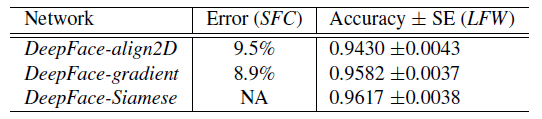 Network Error (SFC) Accuracy ± SE (LFW)
DeepFace-align2D 9.5% 0.9430 ±0.0043
DeepFace-gradient 8.9% 0.9582 ±0.0037
DeepFace-Siamese NA 0.9617 ±0.0038